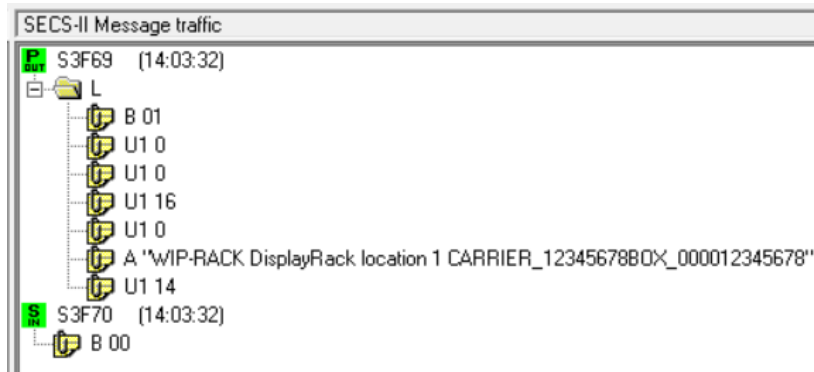 SECS-II Message traffic
P OUT S3F69 (14:03:32)
L
B 01
U1 0
U1 0
U1 16
U1 0
A "WIP-RACK DisplayRack location 1 CARRIER_12345678BOX_000012345678"
U1 14
S IN S3F70 (14:03:32)
B 00